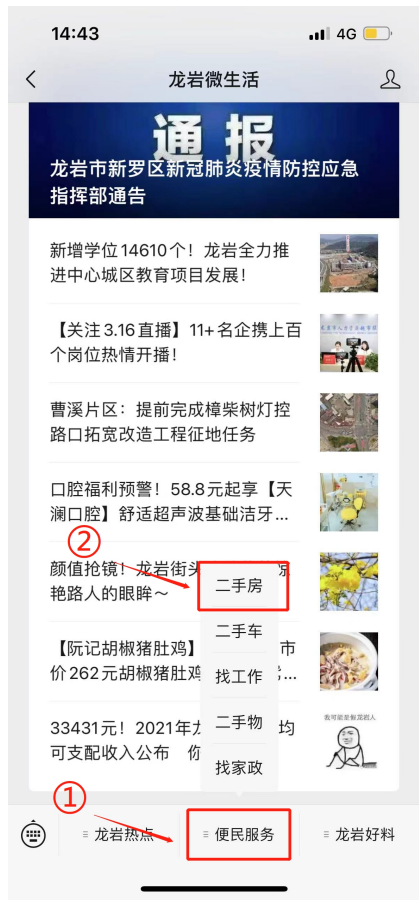 14:43
4G
龙岩微生活
通报
龙岩市新罗区新冠肺炎疫情防控应急
指挥部通告
新增学位14610个！龙岩全力推
进中心城区教育项目发展！
【关注3.16直播】11+名企携上百
个岗位热情开播！
曹溪片区：提前完成樟柴树灯控
路口拓宽改造工程征地任务
口腔福利预警！58.8元起享【天
澜口腔】舒适超声波基础洁牙...
②
颜值抢镜！龙岩街头
艳路人的眼眸～
二手房
二手车
找工作
二手物
找家政
【阮记胡椒猪肚鸡】 市
价262元胡椒猪肚鸡 ...
33431元！2021年 均
可支配收入公布 你
我可能是假龙岩人
①
龙岩热点
便民服务
龙岩好料